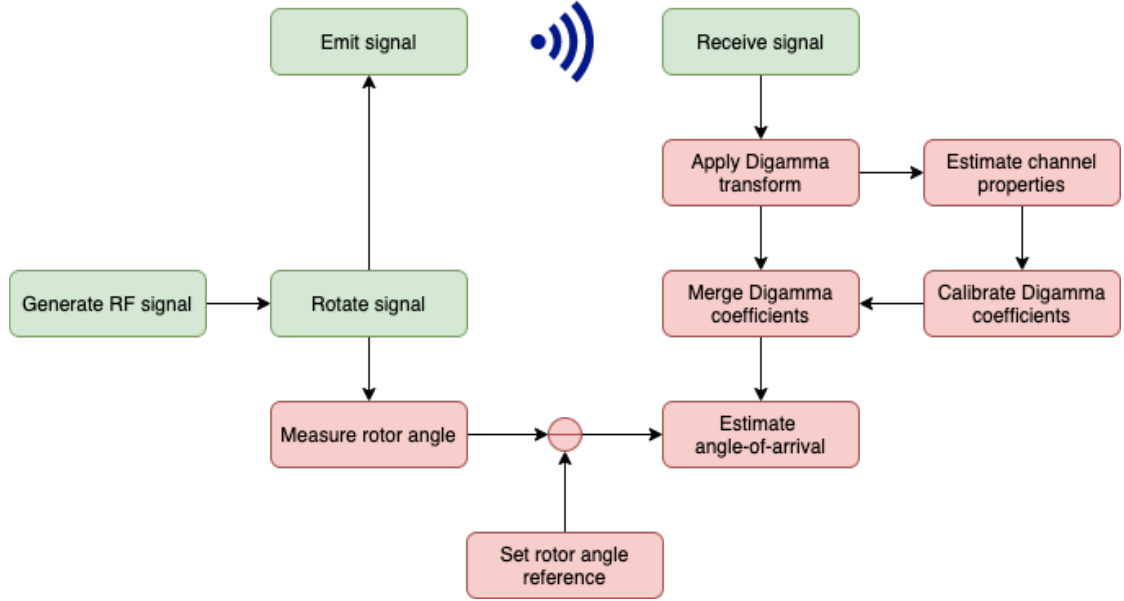 Emit signal
Receive signal
Apply Digamma
transform
Estimate channel
properties
Generate RF signal
Rotate signal
Merge Digamma
coefficients
Calibrate Digamma
coefficients
Measure rotor angle
Estimate
angle-of-arrival
Set rotor angle
reference